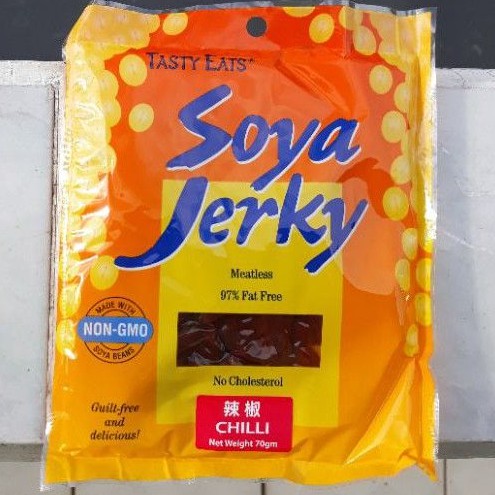 TASTY EATS
Soya
Jerky
Meatless
97% Fat Free
MADE WITH
NON-GMO
SOYA BEANS
No Cholesterol
Guilt-free
and
delicious!
辣椒
CHILLI
Net Weight 70gm